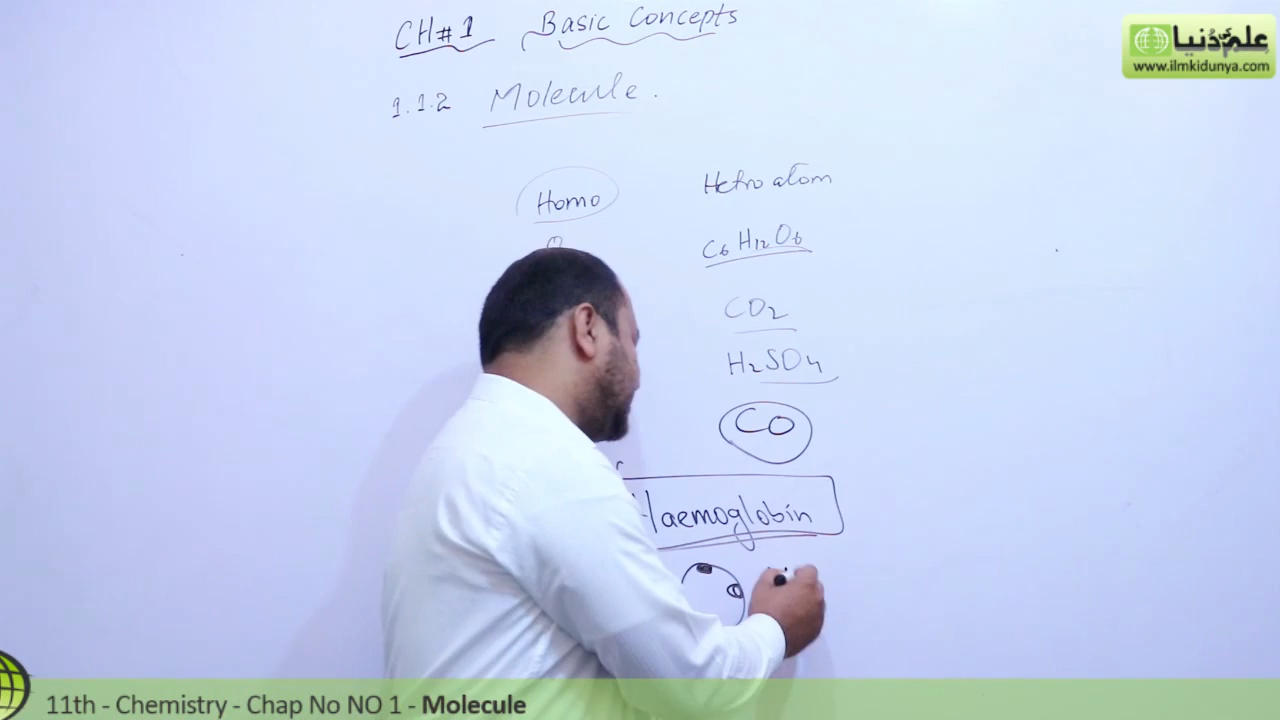 CH#1 Basic Concepts
علم کی دُنیا
www.ilmkidunya.com
1.1.2 Molecule.
Homo
Hetro atom
C6H12O6
CO2
H2SO4
CO
Haemoglobin
11th - Chemistry - Chap No NO 1 - Molecule